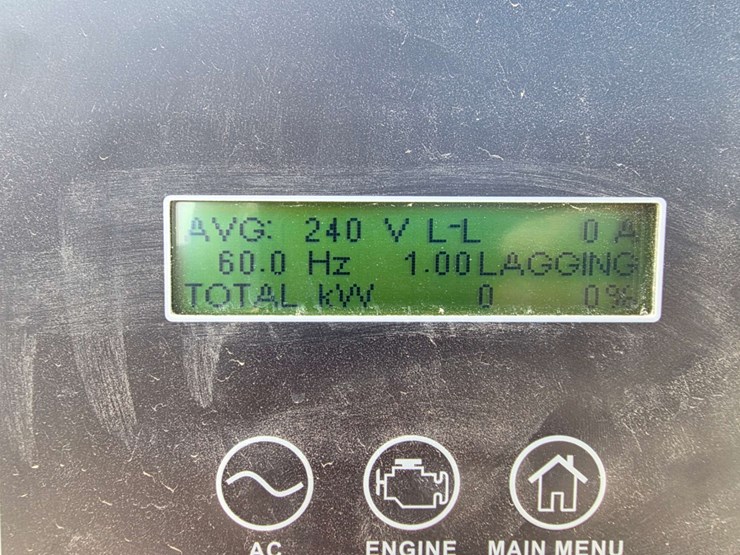 AVG: 240 V L-L 0 A
60.0 Hz 1.00 LAGGING
TOTAL kW 0 0%
AC ENGINE MAIN MENU